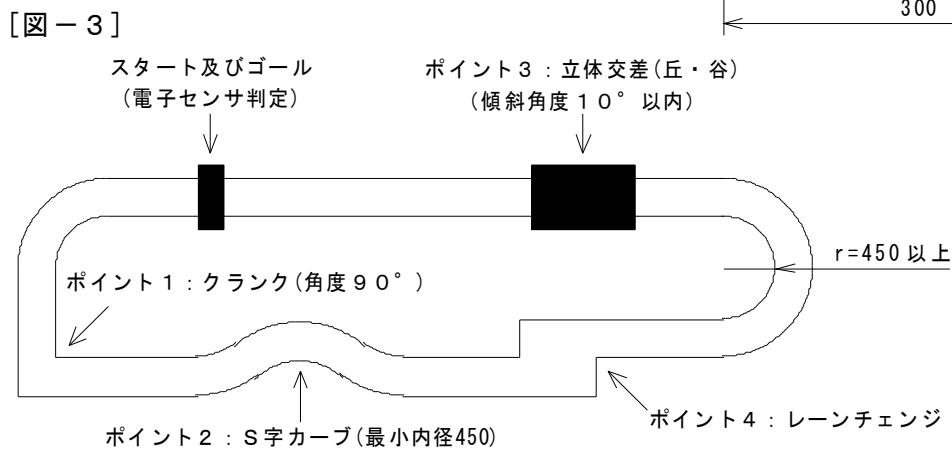 [図－3]
300
スタート及びゴール
(電子センサ判定)
ポイント3：立体交差(丘・谷)
(傾斜角度10°以内)
r=450以上
ポイント1：クランク(角度90°)
ポイント4：レーンチェンジ
ポイント2：S字カーブ(最小内径450)